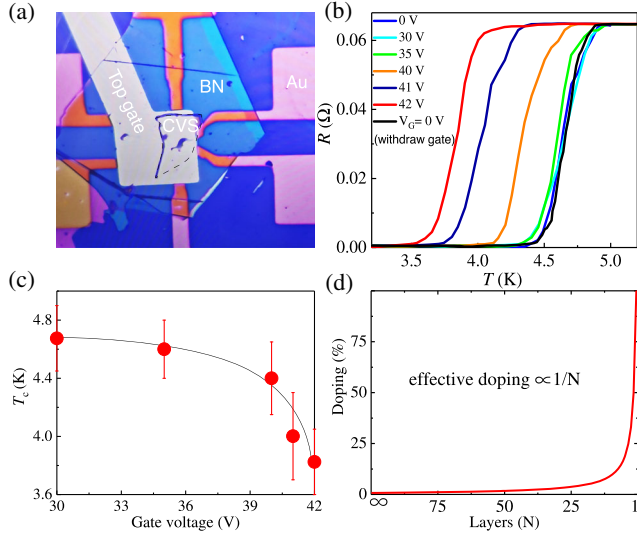 (a)
Top gate
BN
Au
CVS
(b)
0 V
30 V
35 V
40 V
41 V
42 V
V_G= 0 V
(withdraw gate)
R (Ω)
0.06
0.04
0.02
0.00
3.5
4.0
4.5
5.0
T (K)
(c)
T_c (K)
4.8
4.4
4.0
3.6
30
33
36
39
42
Gate voltage (V)
(d)
Doping (%)
75
50
25
0
effective doping ∝1/N
∞
75
50
25
1
Layers (N)